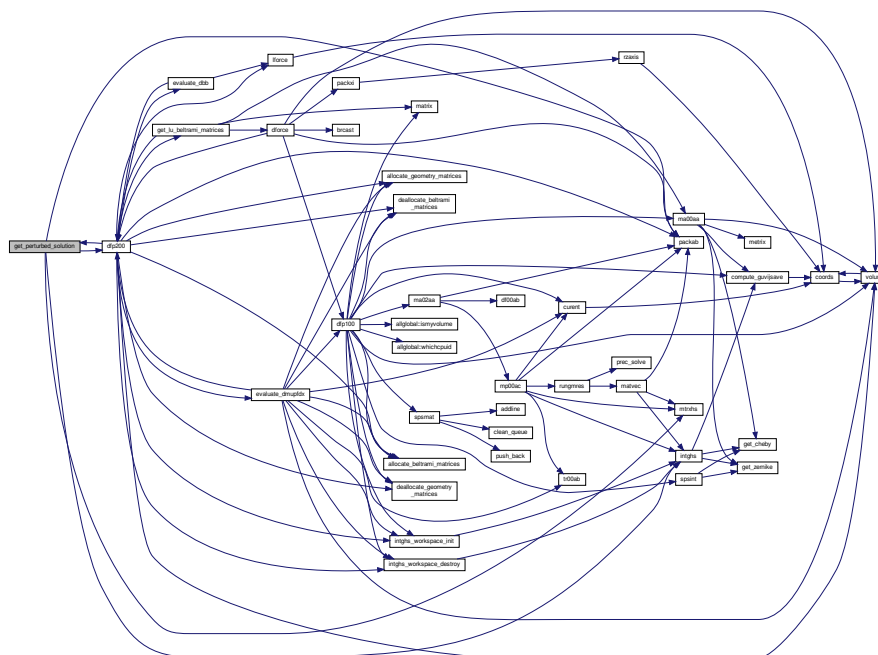 rzaxis
lforce
evaluate_dbb
packxi
matrix
get_lu_beltrami_matrices
dforce
brcast
allocate_geometry_matrices
deallocate_beltrami
_matrices
ma00aa
packab
metrix
get_perturbed_solution
dfp200
compute_guvijsave
coords
ma02aa
df00ab
curent
dfp100
allglobal::ismyvolume
allglobal::whichcpuid
prec_solve
mp00ac
rungmres
matvec
evaluate_dmupfdx
addline
mtrxhs
spsmat
clean_queue
get_cheby
push_back
intghs
allocate_beltrami_matrices
get_zernike
tr00ab
spsint
deallocate_geometry
_matrices
intghs_workspace_init
intghs_workspace_destroy